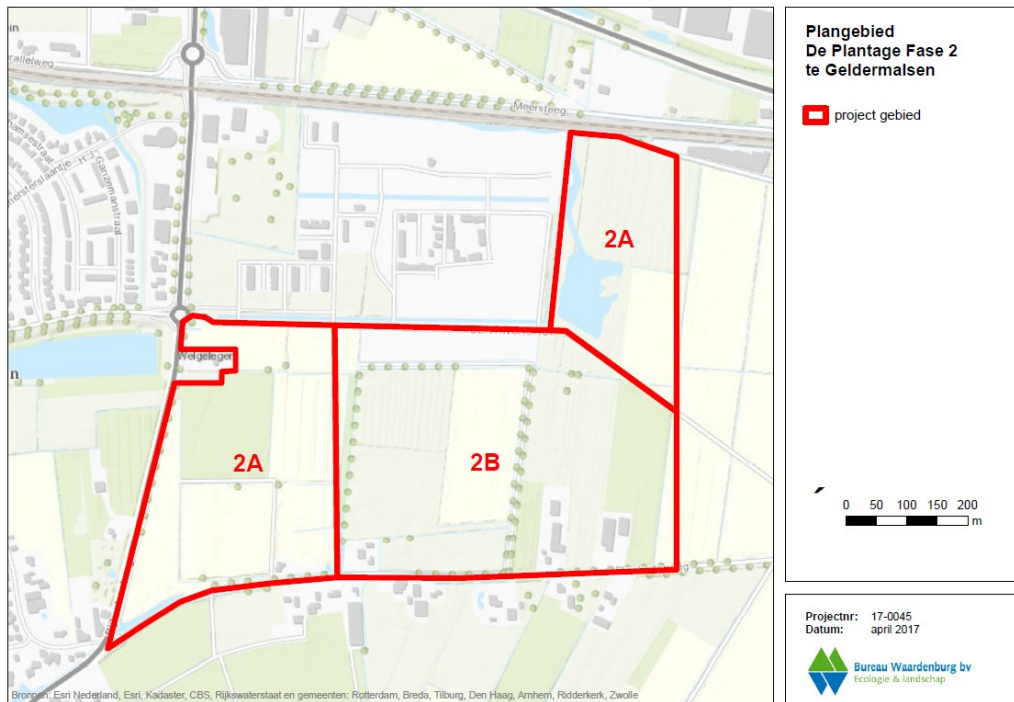 Plangebied
De Plantage Fase 2
te Geldermalsen
project gebied
Meersteeg
2A
Welgelegen
2A
2B
0 50 100 150 200
m
Projectnr: 17-0045
Datum: april 2017
Bureau Waardenburg bv
Ecologie & landschap
Bronnen: Esri Nederland, Esri, Kadaster, CBS, Rijkswaterstaat en gemeenten: Rotterdam, Breda, Tilburg, Den Haag, Arnhem, Ridderkerk, Zwolle